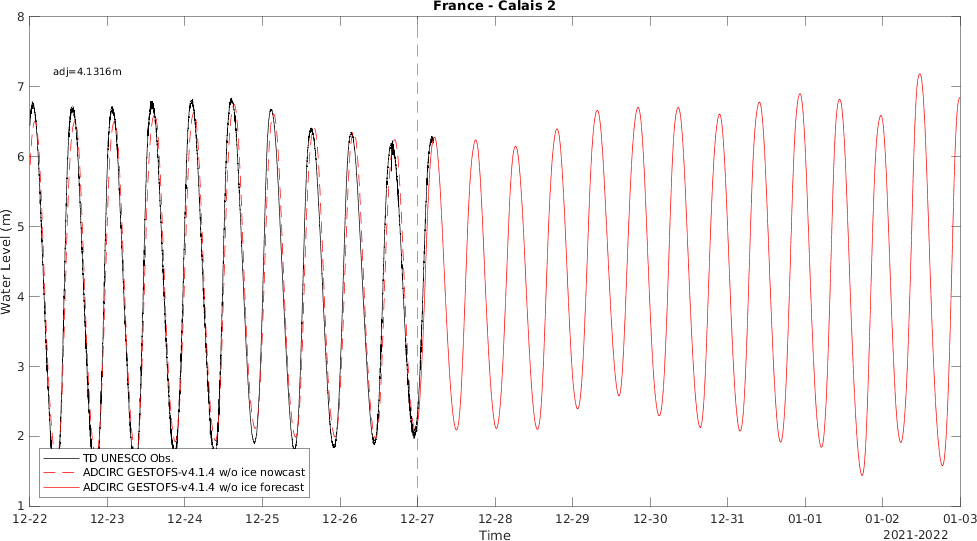 France - Calais 2
8
7
6
5
4
3
2
1
Water Level (m)
adj=4.1316m
TD UNESCO Obs.
ADCIRC GESTOFS-v4.1.4 w/o ice nowcast
ADCIRC GESTOFS-v4.1.4 w/o ice forecast
12-22 12-23 12-24 12-25 12-26 12-27 12-28 12-29 12-30 12-31 01-01 01-02 01-03
Time
2021-2022